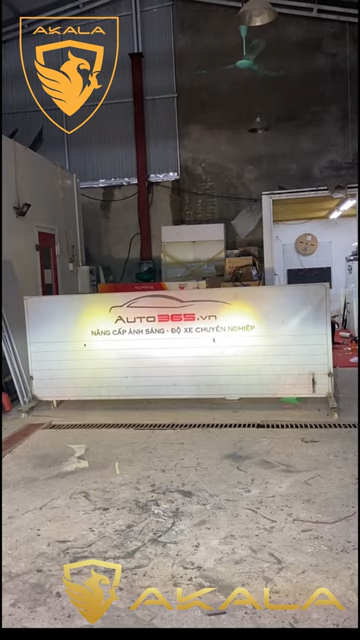 AKALA
AUTO365.vn
NÂNG CẤP ÁNH SÁNG - ĐỘ XE CHUYÊN NGHIỆP
AKALA